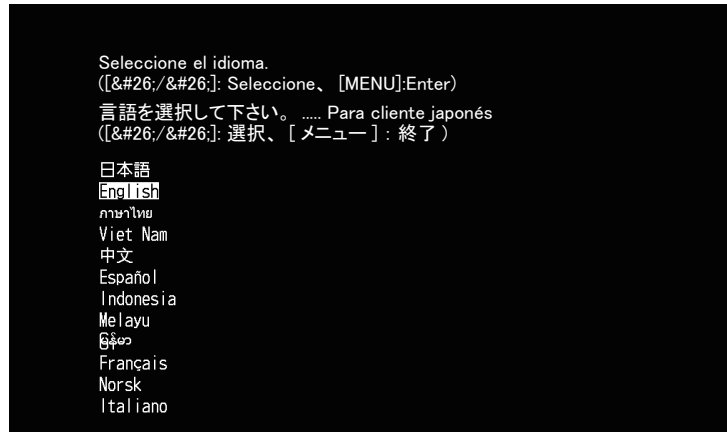 Seleccione el idioma.
([&#26;/&#26;]: Seleccione、 [MENU]:Enter)
言語を選択して下さい。 ..... Para cliente japonés
([&#26;/&#26;]: 選択、 [ メニュー ] : 終了 )
日本語
English
ภาษาไทย
Viet Nam
中文
Español
Indonesia
Melayu
မြန်မာ
Français
Norsk
Italiano